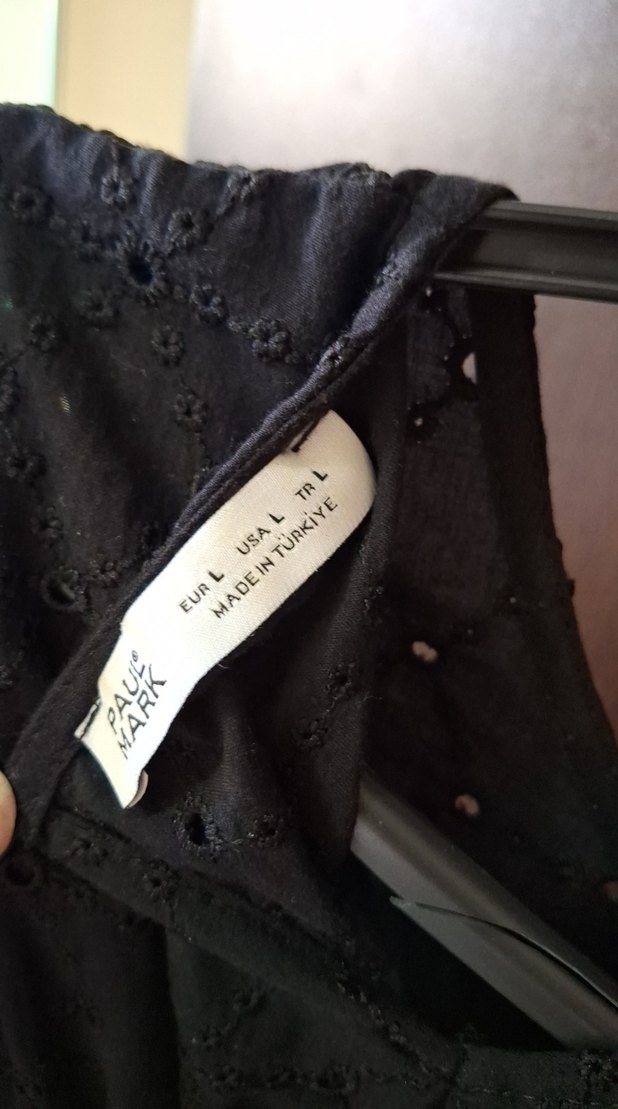 PAUL®
MARK
EUR L USA L TR L
MADE IN TÜRKİYE